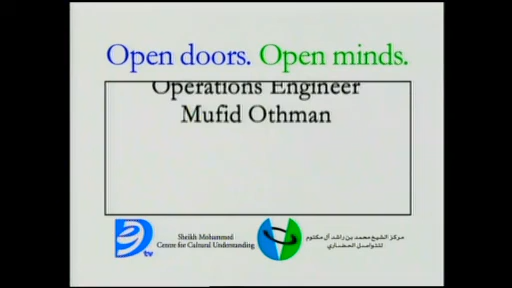 Open doors. Open minds.
Operations Engineer
Mufid Othman
tv
Sheikh Mohammed
Centre for Cultural Understanding
مركز الشيخ محمد بن راشد آل مكتوم
للتواصل الحضاري